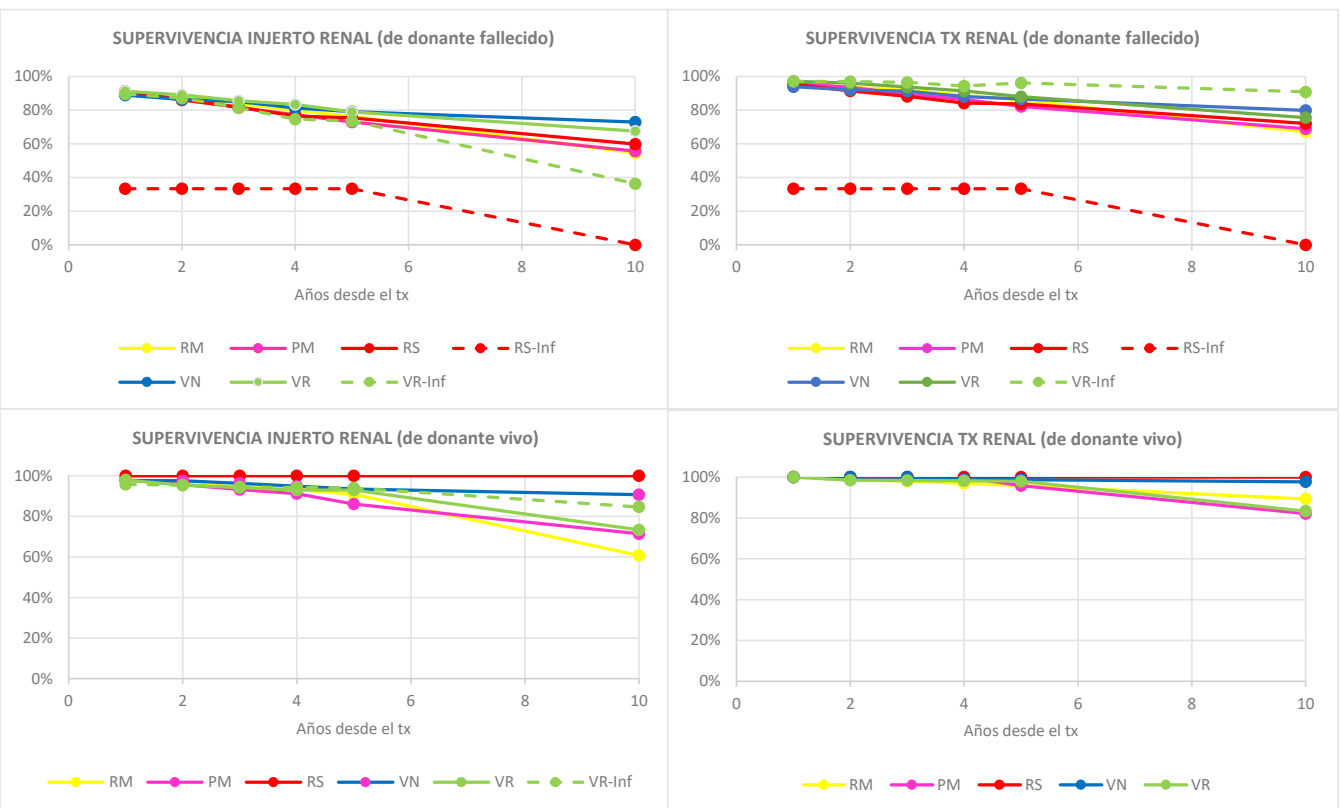 SUPERVIVENCIA INJERTO RENAL (de donante fallecido)
100%
80%
60%
40%
20%
0%
0 2 4 6 8 10
Años desde el tx
RM PM RS RS-Inf
VN VR VR-Inf
SUPERVIVENCIA TX RENAL (de donante fallecido)
100%
80%
60%
40%
20%
0%
0 2 4 6 8 10
Años desde el tx
RM PM RS RS-Inf
VN VR VR-Inf
SUPERVIVENCIA INJERTO RENAL (de donante vivo)
100%
80%
60%
40%
20%
0%
0 2 4 6 8 10
Años desde el tx
RM PM RS VN VR VR-Inf
SUPERVIVENCIA TX RENAL (de donante vivo)
100%
80%
60%
40%
20%
0%
0 2 4 6 8 10
Años desde el tx
RM PM RS VN VR